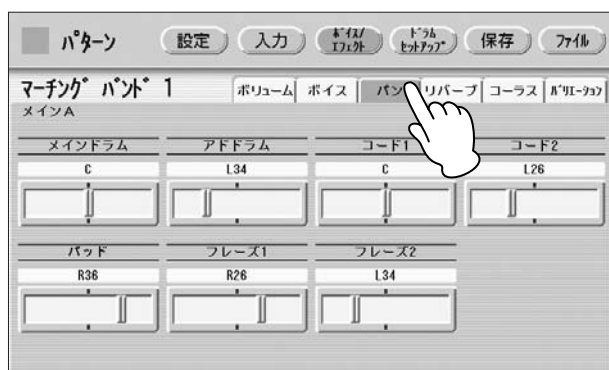 パターン 設定 入力 ボイス/エフェクト ドラムセットアップ 保存 ファイル
マーチング バンド 1 ボリューム ボイス パン リバーブ コーラス バリエーション
メインA
メインドラム アドドラム コード1 コード2
C L34 C L26
パッド フレーズ1 フレーズ2
R36 R26 L34